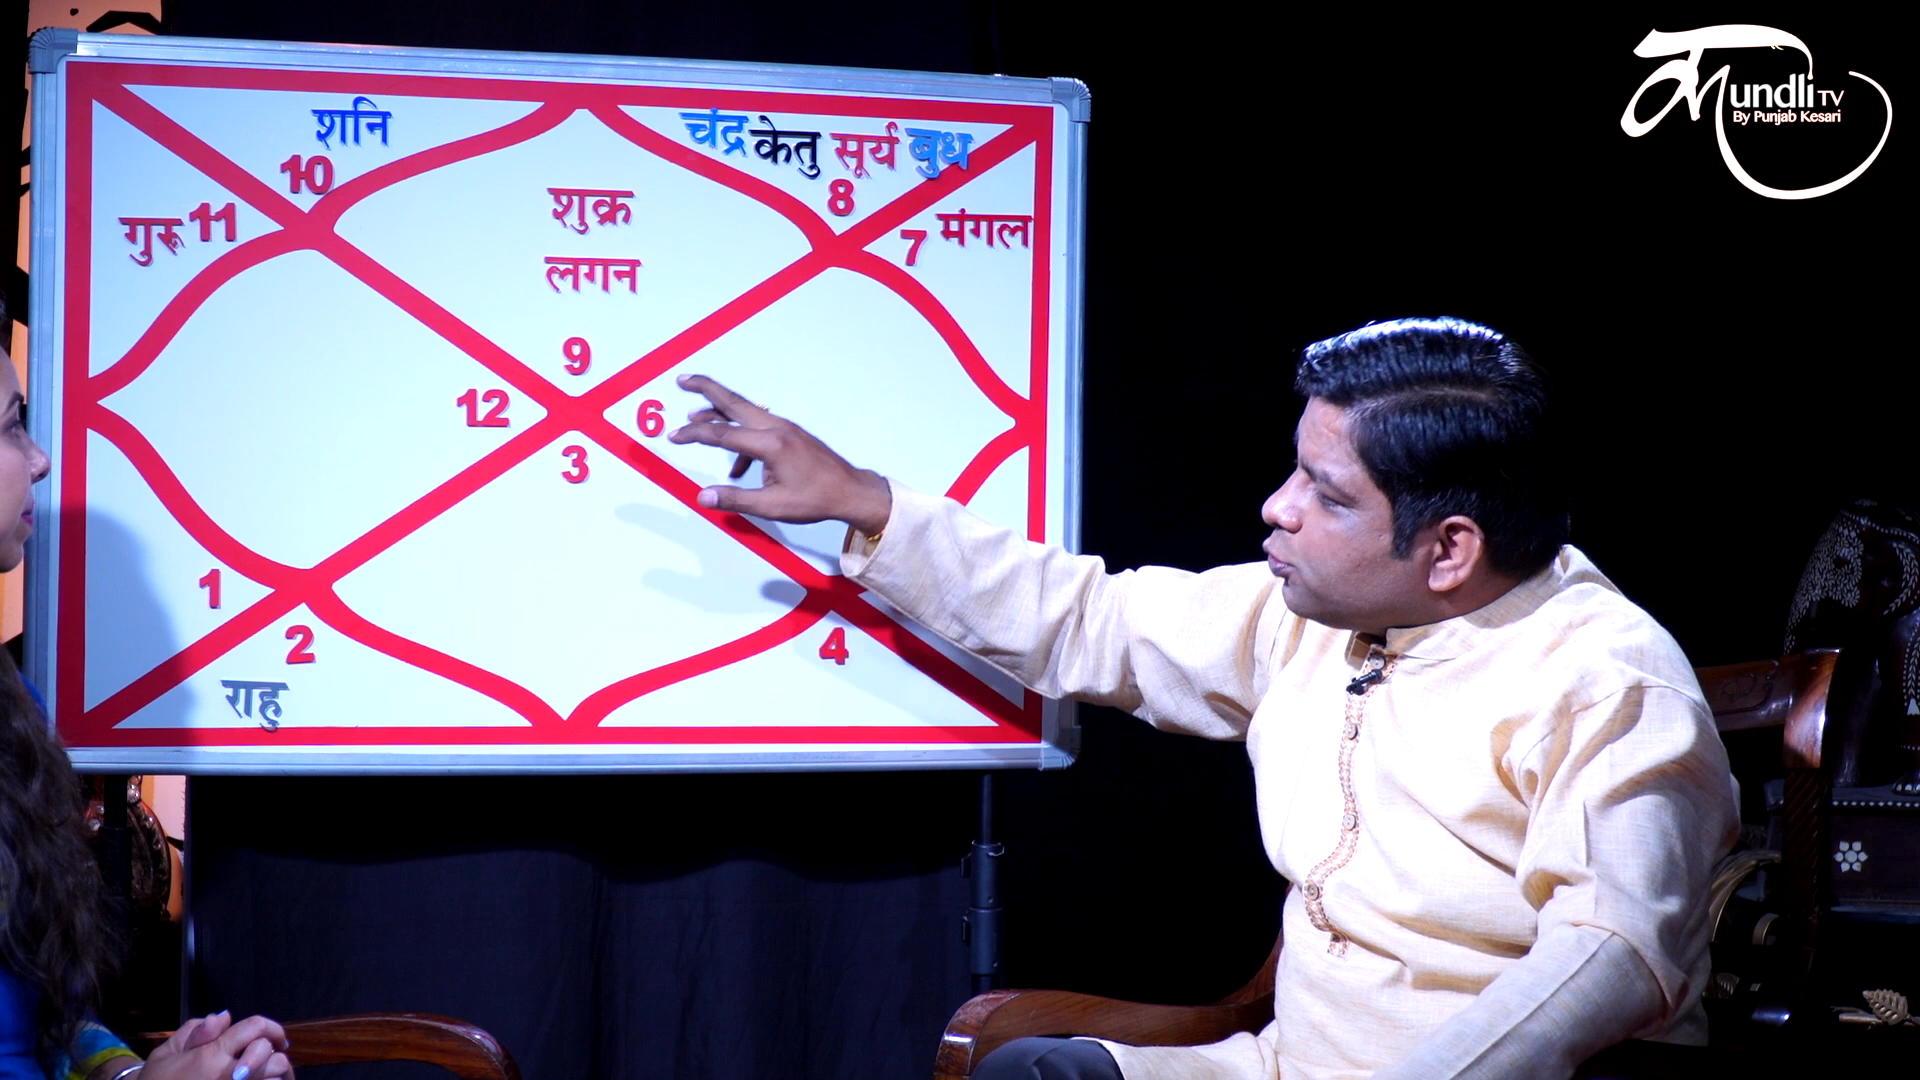 शनि
10
गुरू 11
शुक्र
लगन
9
चंद्र केतु सूर्य बुध
8
7 मंगल
12
6
3
1
2
राहु
4
Kundli TV
By Punjab Kesari